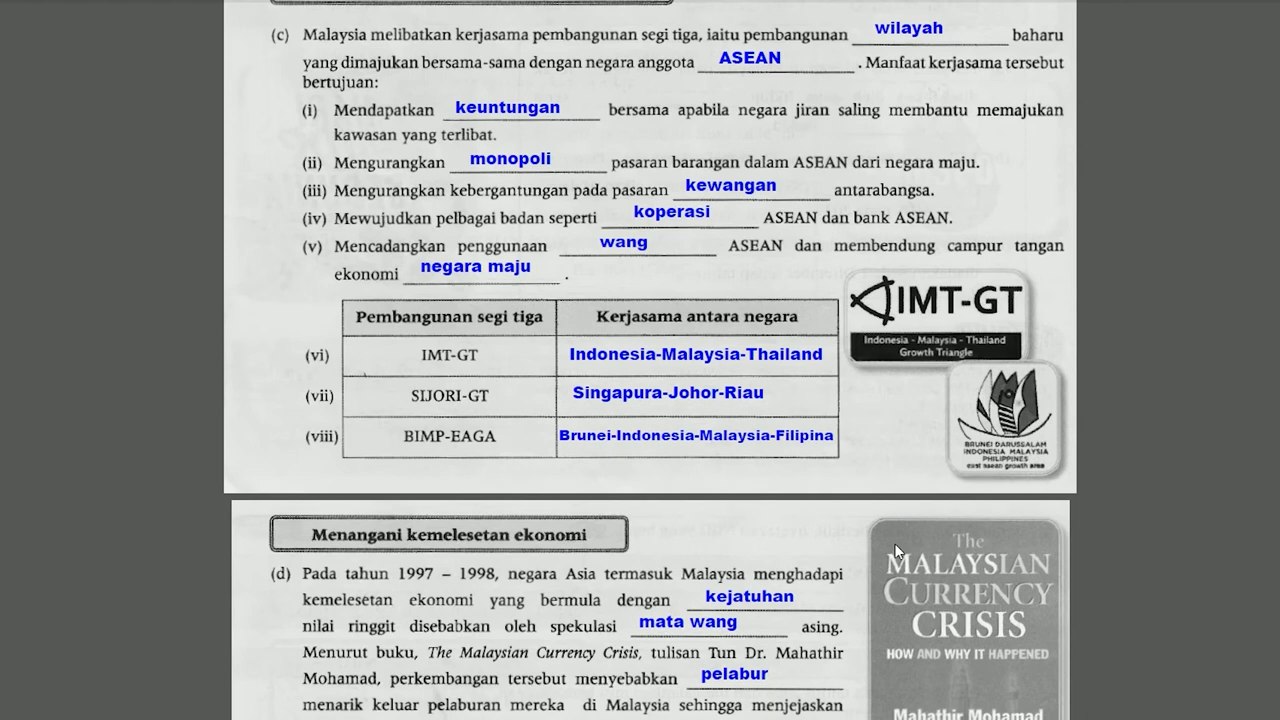 (c) Malaysia melibatkan kerjasama pembangunan segi tiga, iaitu pembangunan wilayah baharu
yang dimajukan bersama-sama dengan negara anggota ASEAN . Manfaat kerjasama tersebut
bertujuan:
(i) Mendapatkan keuntungan bersama apabila negara jiran saling membantu memajukan
kawasan yang terlibat.
(ii) Mengurangkan monopoli pasaran barangan dalam ASEAN dari negara maju.
(iii) Mengurangkan kebergantungan pada pasaran kewangan antarabangsa.
(iv) Mewujudkan pelbagai badan seperti koperasi ASEAN dan bank ASEAN.
(v) Mencadangkan penggunaan wang ASEAN dan membendung campur tangan
ekonomi negara maju .
Pembangunan segi tiga Kerjasama antara negara
(vi) IMT-GT Indonesia-Malaysia-Thailand
(vii) SIJORI-GT Singapura-Johor-Riau
(viii) BIMP-EAGA Brunei-Indonesia-Malaysia-Filipina
IMT-GT
Indonesia - Malaysia - Thailand
Growth Triangle
BRUNEI DARUSSALAM
INDONESIA MALAYSIA
PHILIPPINES
east asean growth area
Menangani kemelesetan ekonomi
(d) Pada tahun 1997 – 1998, negara Asia termasuk Malaysia menghadapi
kemelesetan ekonomi yang bermula dengan kejatuhan
nilai ringgit disebabkan oleh spekulasi mata wang asing.
Menurut buku, The Malaysian Currency Crisis, tulisan Tun Dr. Mahathir
Mohamad, perkembangan tersebut menyebabkan pelabur
menarik keluar pelaburan mereka di Malaysia sehingga menjejaskan
The
MALAYSIAN
CURRENCY
CRISIS
HOW AND WHY IT HAPPENED
Mahathir Mohamad